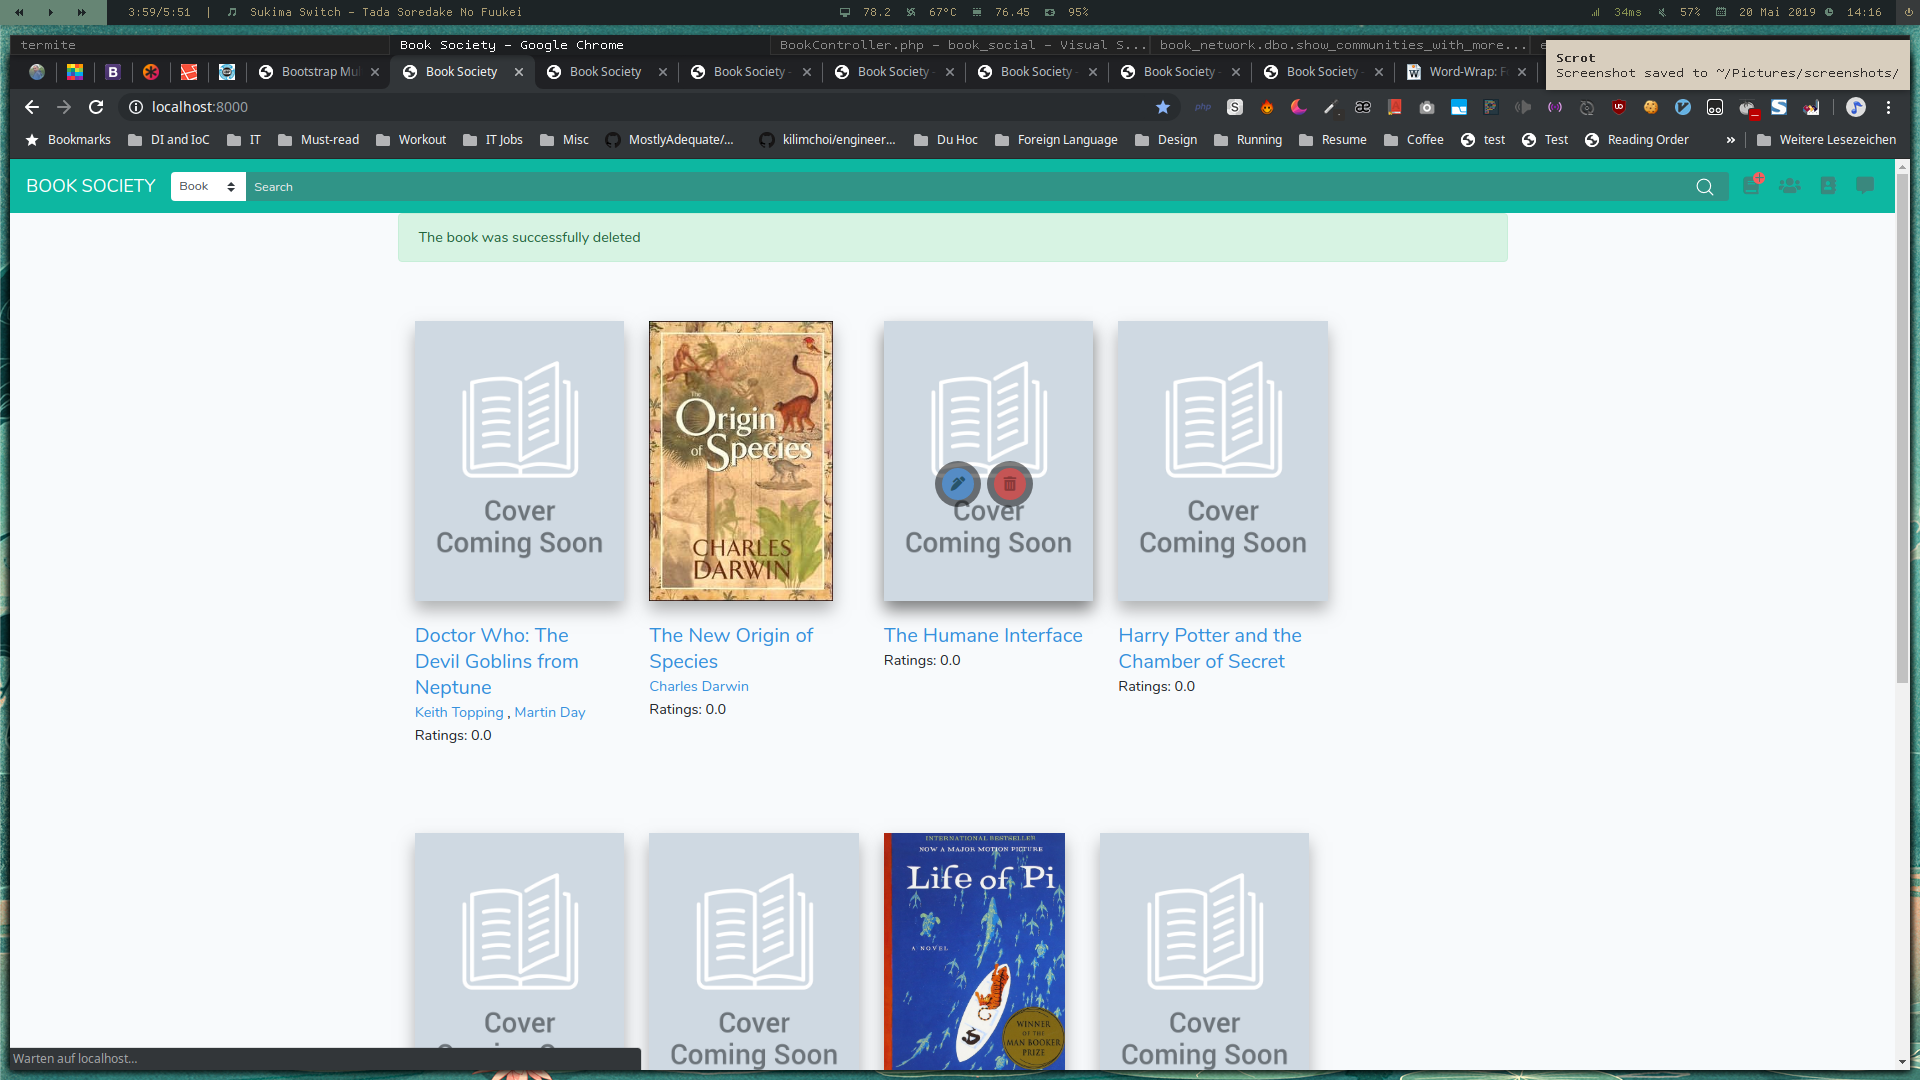 3:59/5:51 | Sukima Switch - Tada Soredake No Fuukei 78.2 67°C 76.45 95% 34ms 57% 20 Mai 2019 14:16
termite Book Society - Google Chrome BookController.php - book_social - Visual S... book_network.dbo.show_communities_with_more...
Scrot
Screenshot saved to ~/Pictures/screenshots/
Bootstrap Mul Book Society Book Society Book Society - Book Society - Book Society - Book Society - Book Society - Word-Wrap: F
localhost:8000
Bookmarks DI and IoC IT Must-read Workout IT Jobs Misc MostlyAdequate/... kilimchoi/engineer... Du Hoc Foreign Language Design Running Resume Coffee test Test Reading Order » Weitere Lesezeichen
BOOK SOCIETY Book Search
The book was successfully deleted
Cover
Coming Soon
The
Origin
of Species
CHARLES
DARWIN
Cover
Coming Soon
Cover
Coming Soon
Doctor Who: The
Devil Goblins from
Neptune
Keith Topping , Martin Day
Ratings: 0.0
The New Origin of
Species
Charles Darwin
Ratings: 0.0
The Humane Interface
Ratings: 0.0
Harry Potter and the
Chamber of Secret
Ratings: 0.0
Cover
Cover
Coming Soon
INTERNATIONAL BESTSELLER
NOW A MAJOR MOTION PICTURE
Life of Pi
A NOVEL
WINNER
OF THE
MAN BOOKER
PRIZE
Cover
Coming Soon
Warten auf localhost...